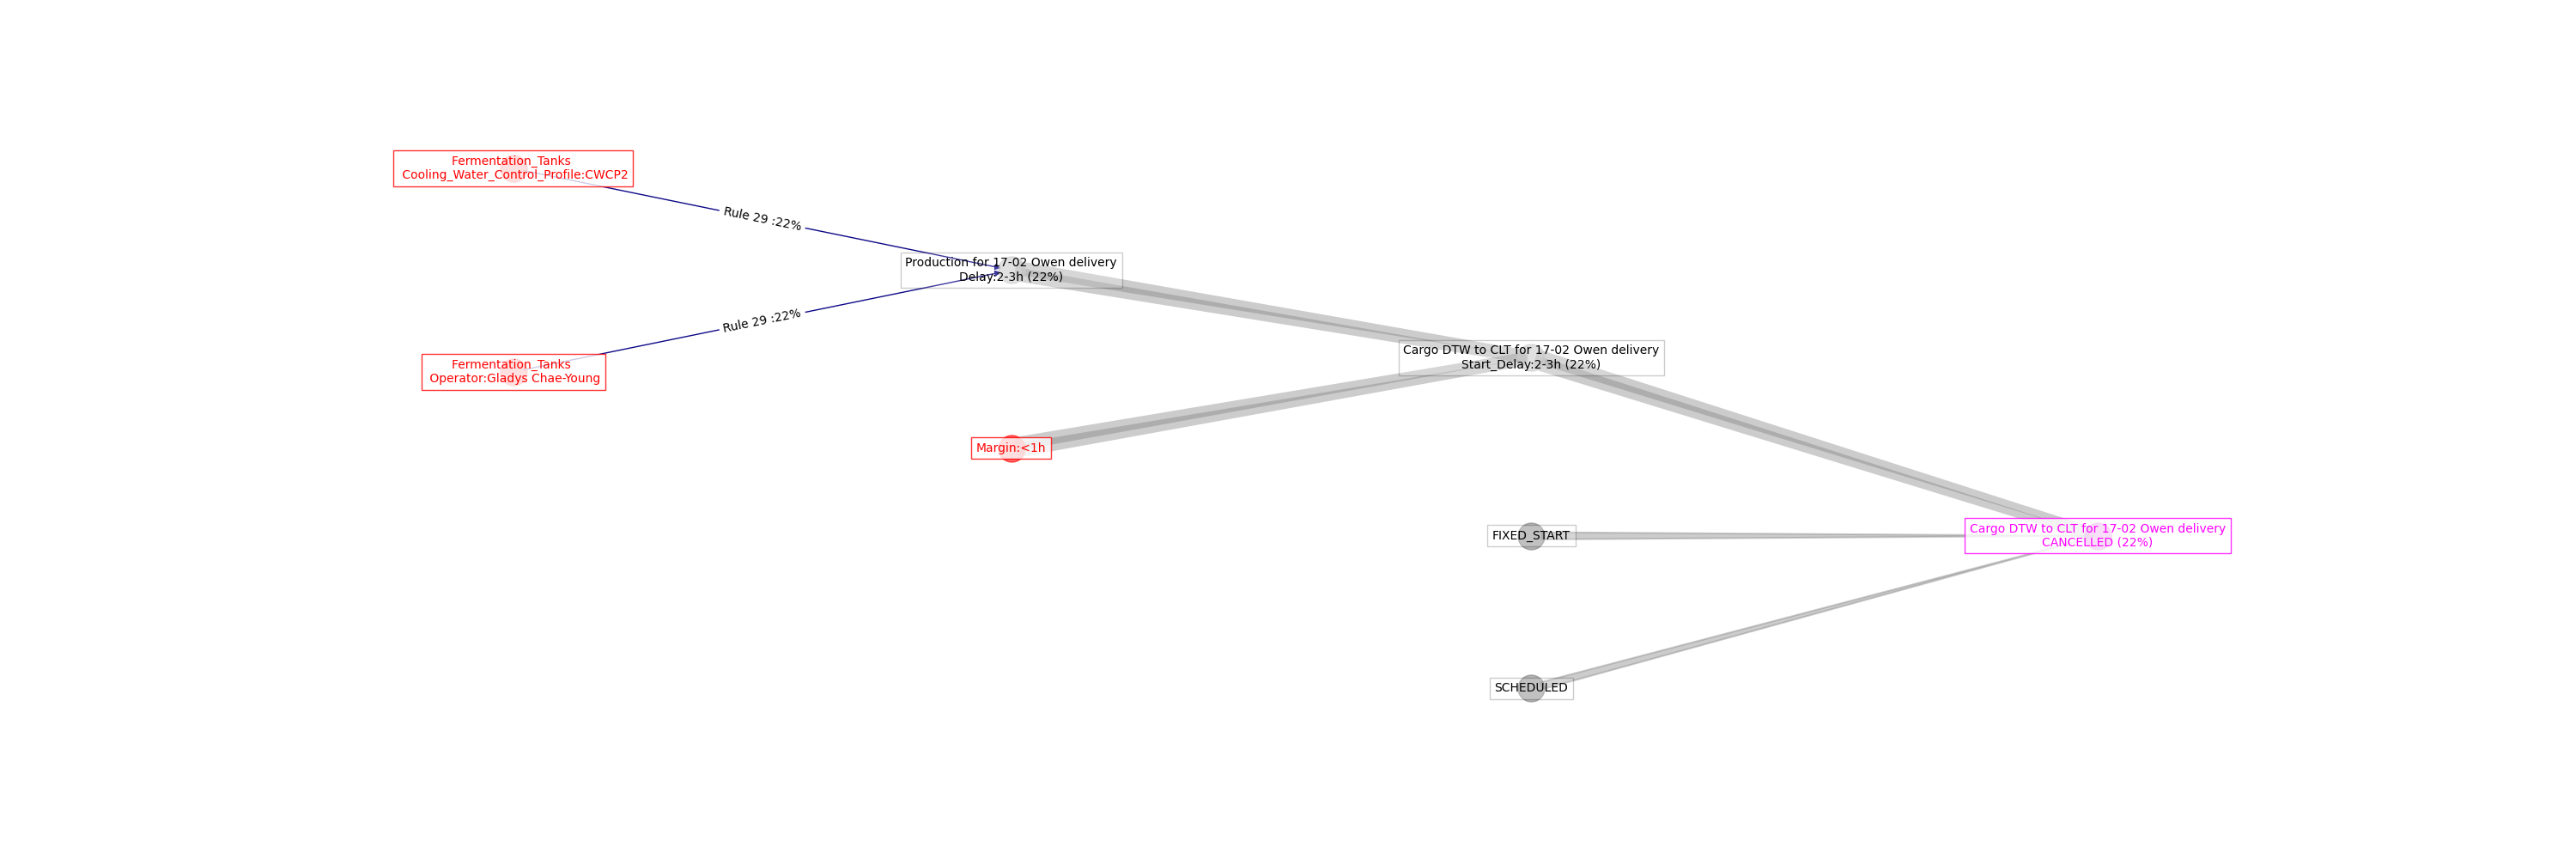 Fermentation_Tanks
Cooling_Water_Control_Profile:CWCP2
Rule 29 :22%
Production for 17-02 Owen delivery
Delay:2-3h (22%)
Rule 29 :22%
Fermentation_Tanks
Operator:Gladys Chae-Young
Cargo DTW to CLT for 17-02 Owen delivery
Start_Delay:2-3h (22%)
Margin:<1h
FIXED_START
Cargo DTW to CLT for 17-02 Owen delivery
CANCELLED (22%)
SCHEDULED